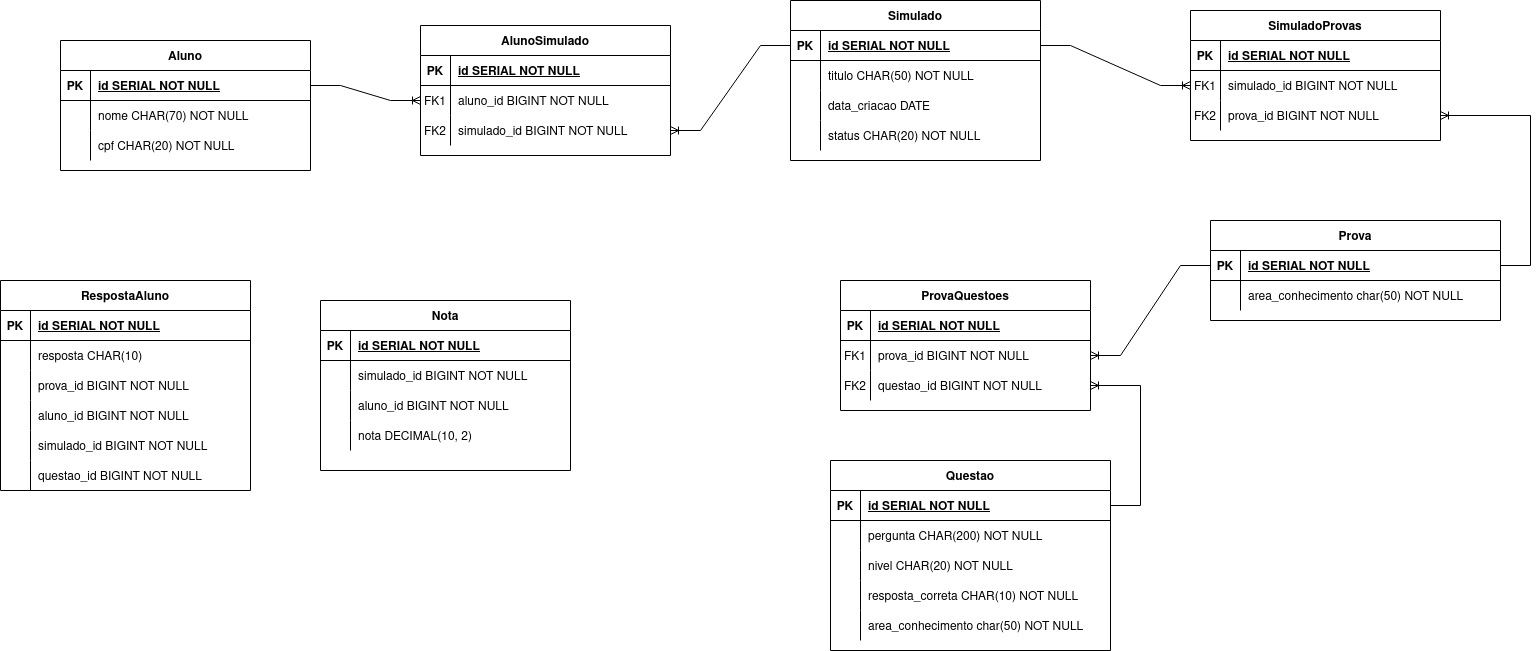 Aluno
PK id SERIAL NOT NULL
nome CHAR(70) NOT NULL
cpf CHAR(20) NOT NULL
AlunoSimulado
PK id SERIAL NOT NULL
FK1 aluno_id BIGINT NOT NULL
FK2 simulado_id BIGINT NOT NULL
Simulado
PK id SERIAL NOT NULL
titulo CHAR(50) NOT NULL
data_criacao DATE
status CHAR(20) NOT NULL
SimuladoProvas
PK id SERIAL NOT NULL
FK1 simulado_id BIGINT NOT NULL
FK2 prova_id BIGINT NOT NULL
Prova
PK id SERIAL NOT NULL
area_conhecimento char(50) NOT NULL
RespostaAluno
PK id SERIAL NOT NULL
resposta CHAR(10)
prova_id BIGINT NOT NULL
aluno_id BIGINT NOT NULL
simulado_id BIGINT NOT NULL
questao_id BIGINT NOT NULL
Nota
PK id SERIAL NOT NULL
simulado_id BIGINT NOT NULL
aluno_id BIGINT NOT NULL
nota DECIMAL(10, 2)
ProvaQuestoes
PK id SERIAL NOT NULL
FK1 prova_id BIGINT NOT NULL
FK2 questao_id BIGINT NOT NULL
Questao
PK id SERIAL NOT NULL
pergunta CHAR(200) NOT NULL
nivel CHAR(20) NOT NULL
resposta_correta CHAR(10) NOT NULL
area_conhecimento char(50) NOT NULL